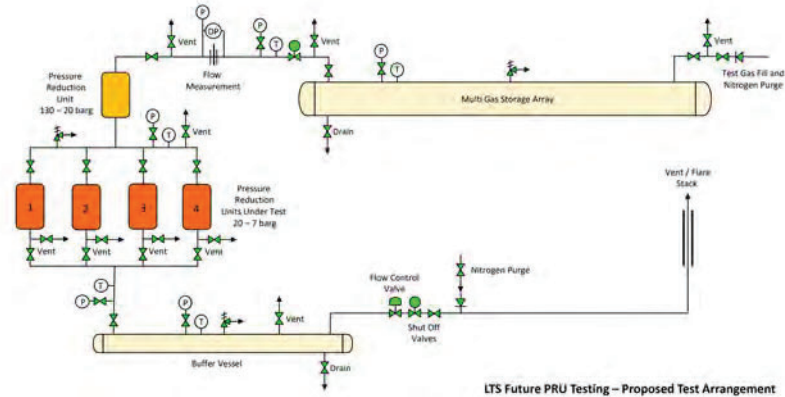 P
DP
Vent
P
T
Vent
Flow
Measurement
P
T
Vent
Test Gas Fill and
Nitrogen Purge
Multi Gas Storage Array
Drain
Pressure
Reduction
Unit
130 – 20 barg
P
T
Vent
1
2
3
4
Pressure
Reduction
Units Under Test
20 – 7 barg
Vent
Vent
Vent
Vent
T
P
P
T
Vent
Buffer Vessel
Drain
Flow Control
Valve
Shut Off
Valves
Nitrogen Purge
Vent / Flare
Stack
LTS Future PRU Testing – Proposed Test Arrangement